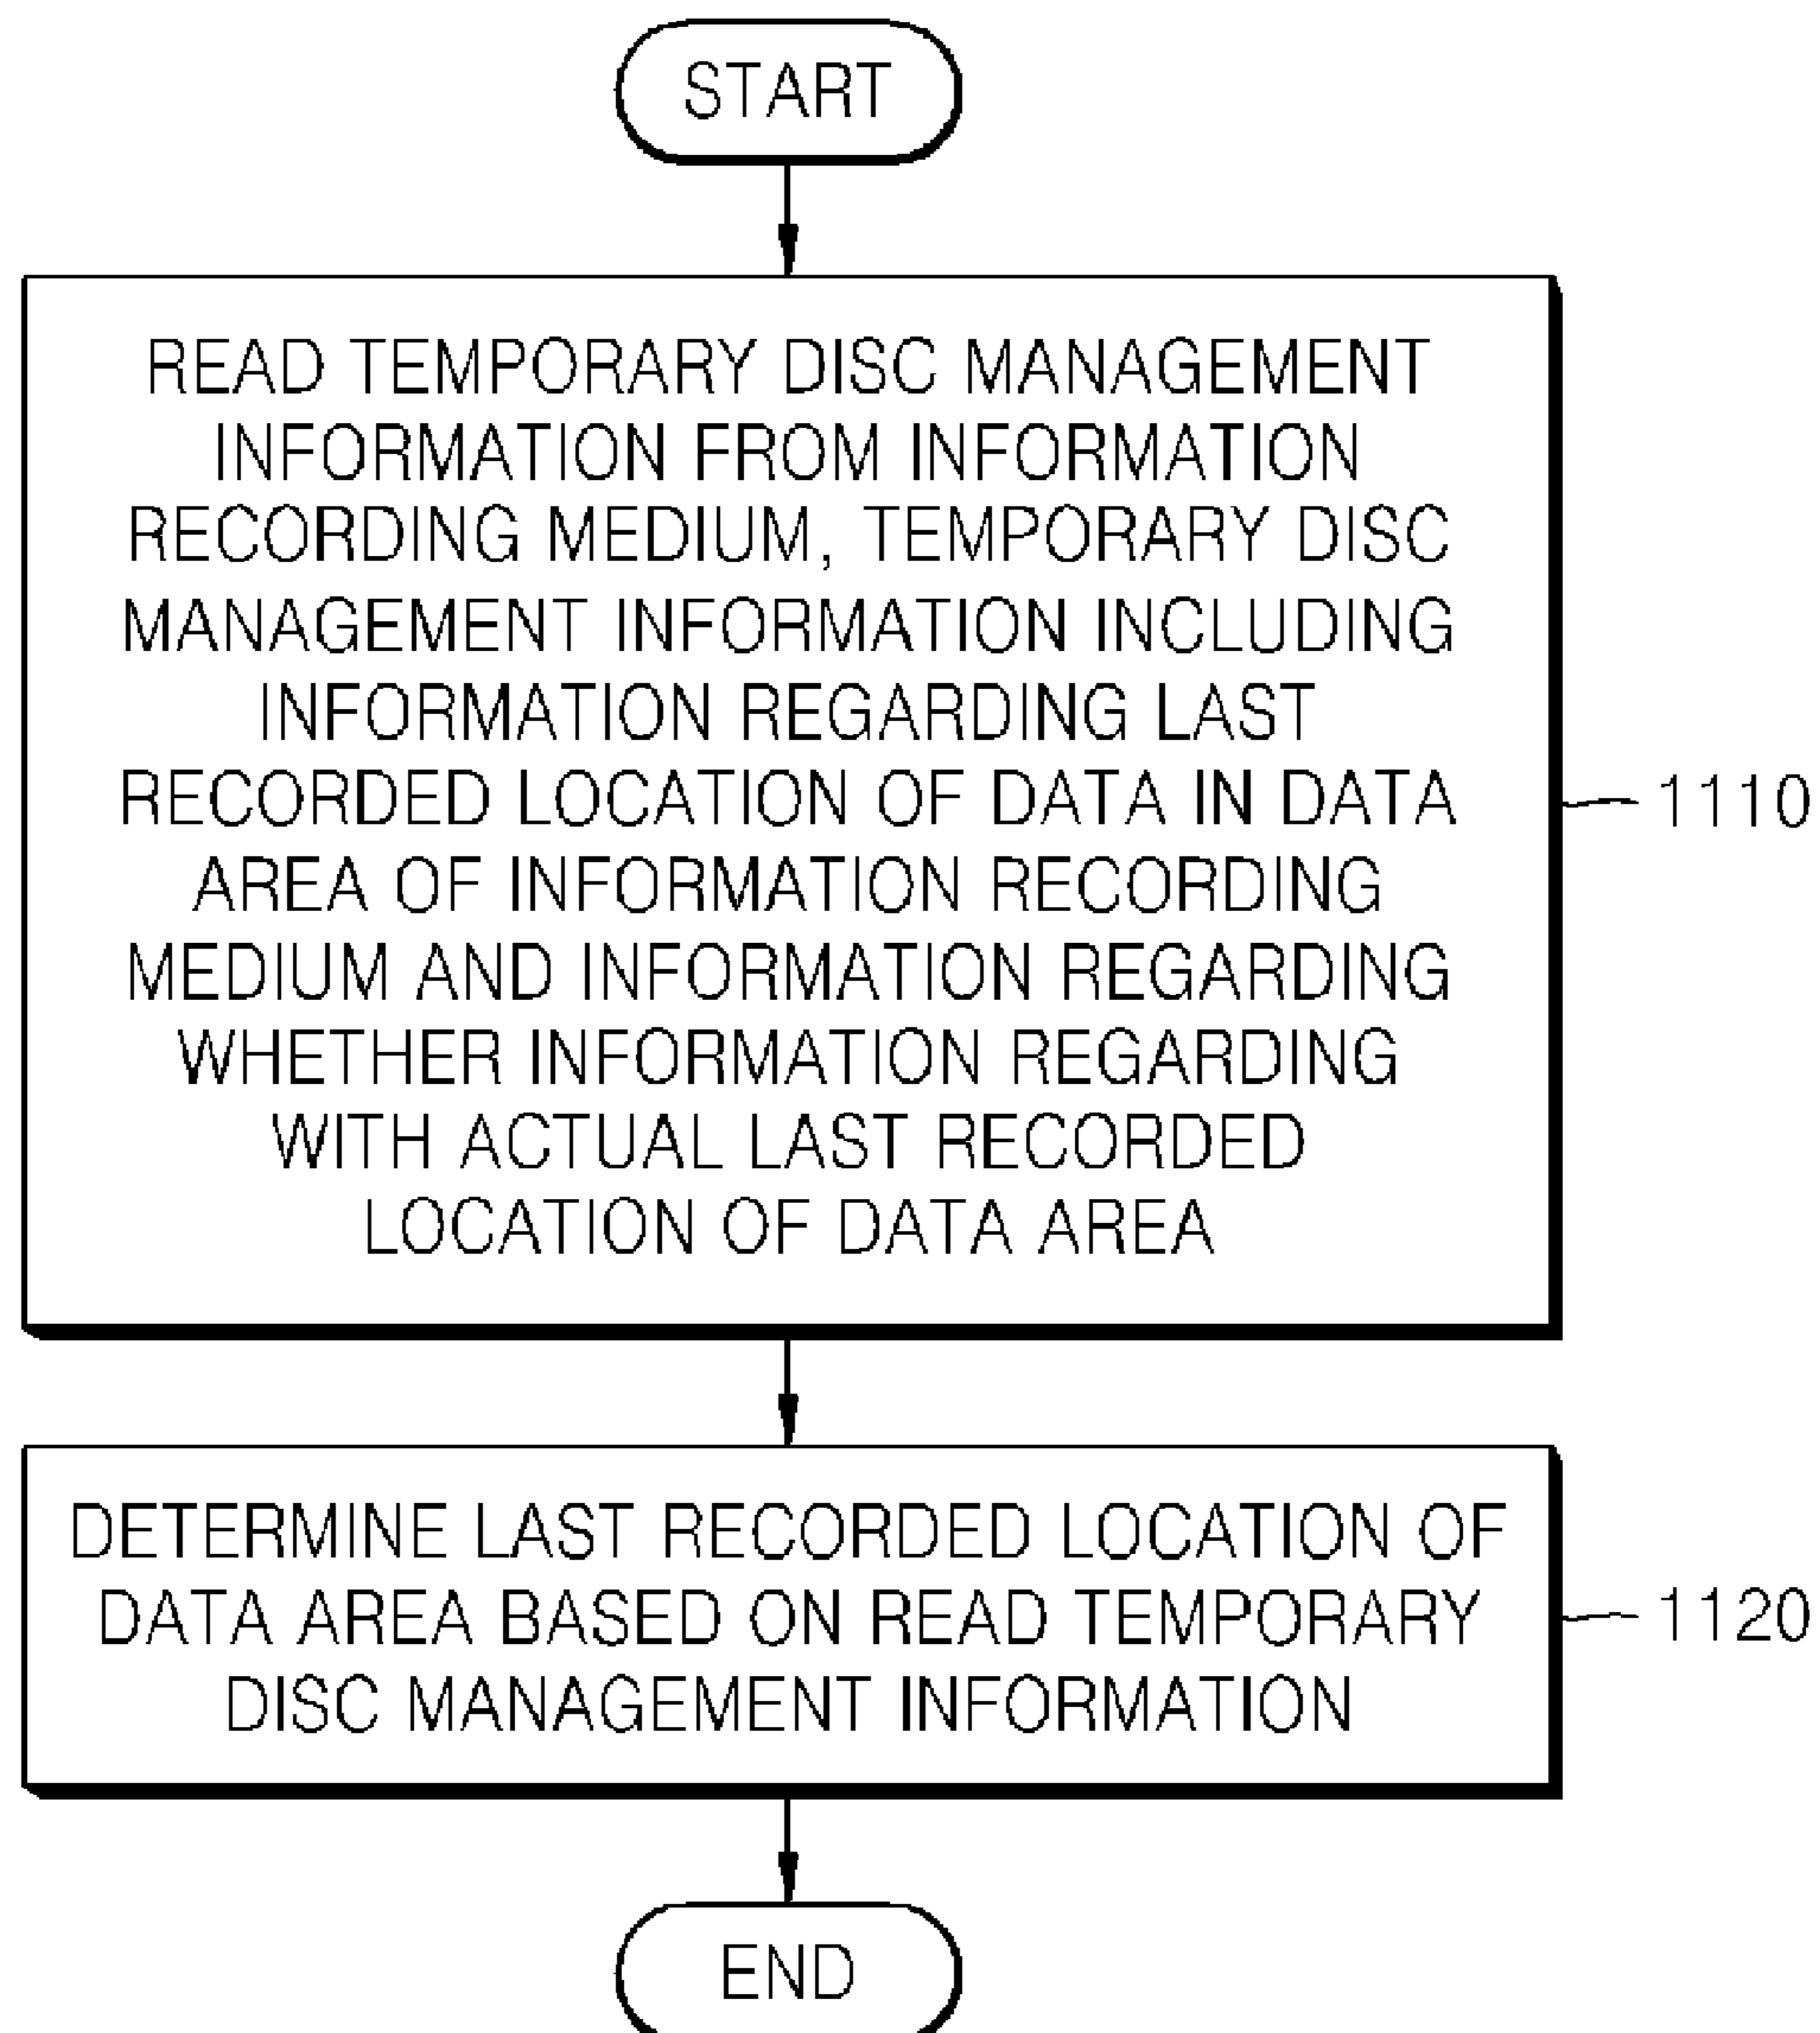 START
READ TEMPORARY DISC MANAGEMENT
INFORMATION FROM INFORMATION
RECORDING MEDIUM, TEMPORARY DISC
MANAGEMENT INFORMATION INCLUDING
INFORMATION REGARDING LAST
RECORDED LOCATION OF DATA IN DATA
AREA OF INFORMATION RECORDING
MEDIUM AND INFORMATION REGARDING
WHETHER INFORMATION REGARDING
WITH ACTUAL LAST RECORDED
LOCATION OF DATA AREA
1110
DETERMINE LAST RECORDED LOCATION OF
DATA AREA BASED ON READ TEMPORARY
DISC MANAGEMENT INFORMATION
1120
END